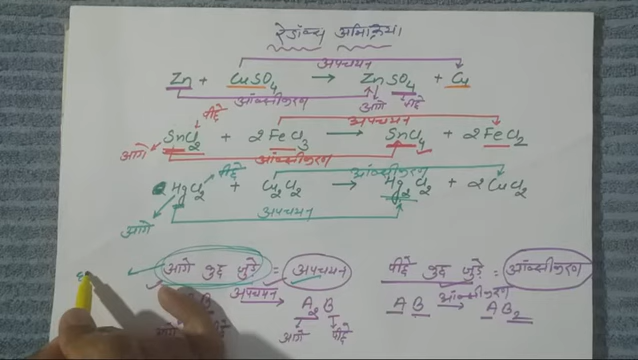 रेडॉक्स अभिक्रिया
अपचयन
Zn + CuSO4 → ZnSO4 + Cu
ऑक्सीकरण आगे पीछे
पीछे अपचयन
SnCl2 + 2FeCl3 → SnCl4 + 2FeCl2
आगे ऑक्सीकरण
पीछे ऑक्सीकरण
HgCl2 + Cu2Cl2 → Hg2Cl2 + 2CuCl2
अपचयन
आगे
आगे कुछ जुड़े = अपचयन पीछे कुछ जुड़े = ऑक्सीकरण
अपचयन → A2B AB ऑक्सीकरण → AB2
आगे पीछे